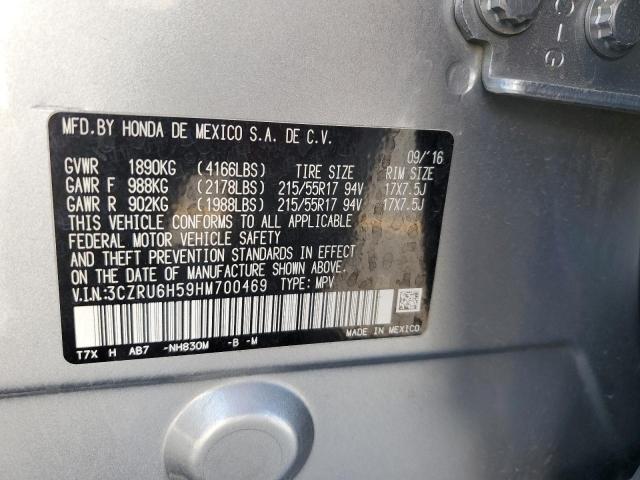 MFD.BY HONDA DE MEXICO S.A. DE C.V.
09/'16
GVWR 1890KG (4166LBS) TIRE SIZE RIM SIZE
GAWR F 988KG (2178LBS) 215/55R17 94V 17X7.5J
GAWR R 902KG (1988LBS) 215/55R17 94V 17X7.5J
THIS VEHICLE CONFORMS TO ALL APPLICABLE
FEDERAL MOTOR VEHICLE SAFETY
AND THEFT PREVENTION STANDARDS IN EFFECT
ON THE DATE OF MANUFACTURE SHOWN ABOVE.
V.I.N:3CZRU6H59HM700469 TYPE: MPV
MADE IN MEXICO
T7X H AB7 -NH830M -B -M